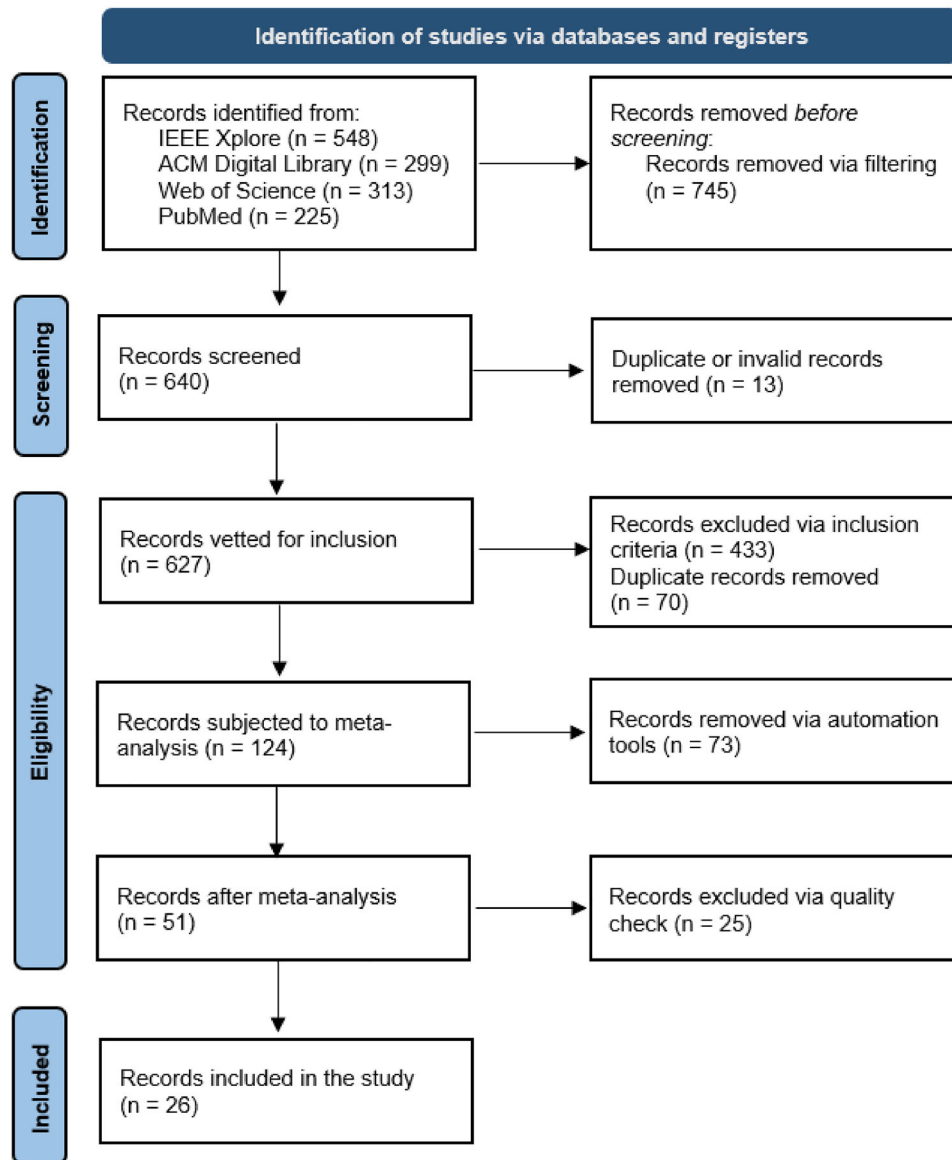 Identification of studies via databases and registers
Identification
Records identified from:
IEEE Xplore (n = 548)
ACM Digital Library (n = 299)
Web of Science (n = 313)
PubMed (n = 225)
Records removed before
screening:
Records removed via filtering
(n = 745)
Screening
Records screened
(n = 640)
Duplicate or invalid records
removed (n = 13)
Eligibility
Records vetted for inclusion
(n = 627)
Records excluded via inclusion
criteria (n = 433)
Duplicate records removed
(n = 70)
Records subjected to meta-
analysis (n = 124)
Records removed via automation
tools (n = 73)
Records after meta-analysis
(n = 51)
Records excluded via quality
check (n = 25)
Included
Records included in the study
(n = 26)